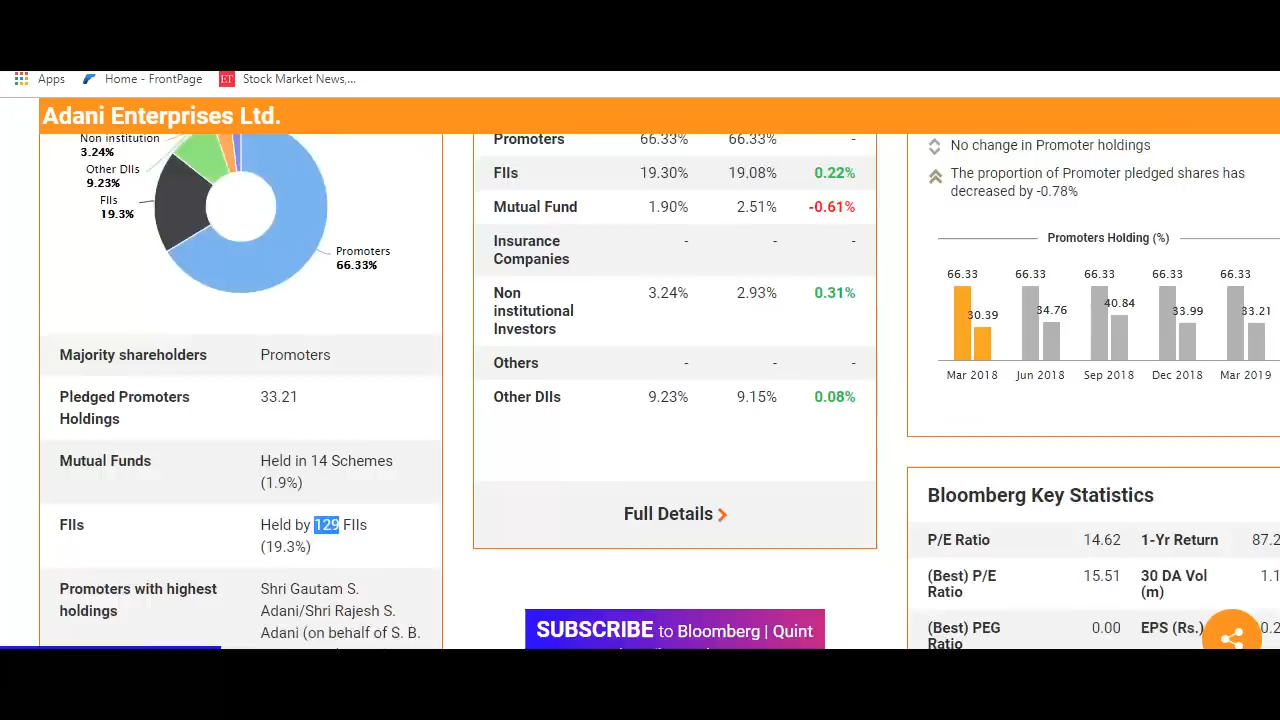 Apps Home - FrontPage ET Stock Market News,...
Adani Enterprises Ltd.
Non institution
3.24%
Other DIIs
9.23%
FIIs
19.3%
Promoters
66.33%
Majority shareholders Promoters
Pledged Promoters 33.21
Holdings
Mutual Funds Held in 14 Schemes
(1.9%)
FIIs Held by 129 FIIs
(19.3%)
Promoters with highest Shri Gautam S.
holdings Adani/Shri Rajesh S.
Adani (on behalf of S. B.
Promoters 66.33% 66.33% -
FIIs 19.30% 19.08% 0.22%
Mutual Fund 1.90% 2.51% -0.61%
Insurance - - -
Companies
Non 3.24% 2.93% 0.31%
institutional
Investors
Others - - -
Other DIIs 9.23% 9.15% 0.08%
Full Details
SUBSCRIBE to Bloomberg | Quint
No change in Promoter holdings
The proportion of Promoter pledged shares has
decreased by -0.78%
Promoters Holding (%)
66.33 66.33 66.33 66.33 66.33
30.39 34.76 40.84 33.99 33.21
Mar 2018 Jun 2018 Sep 2018 Dec 2018 Mar 2019
Bloomberg Key Statistics
P/E Ratio 14.62 1-Yr Return 87.2
(Best) P/E 15.51 30 DA Vol 1.1
Ratio (m)
(Best) PEG 0.00 EPS (Rs.) 0.2
Ratio